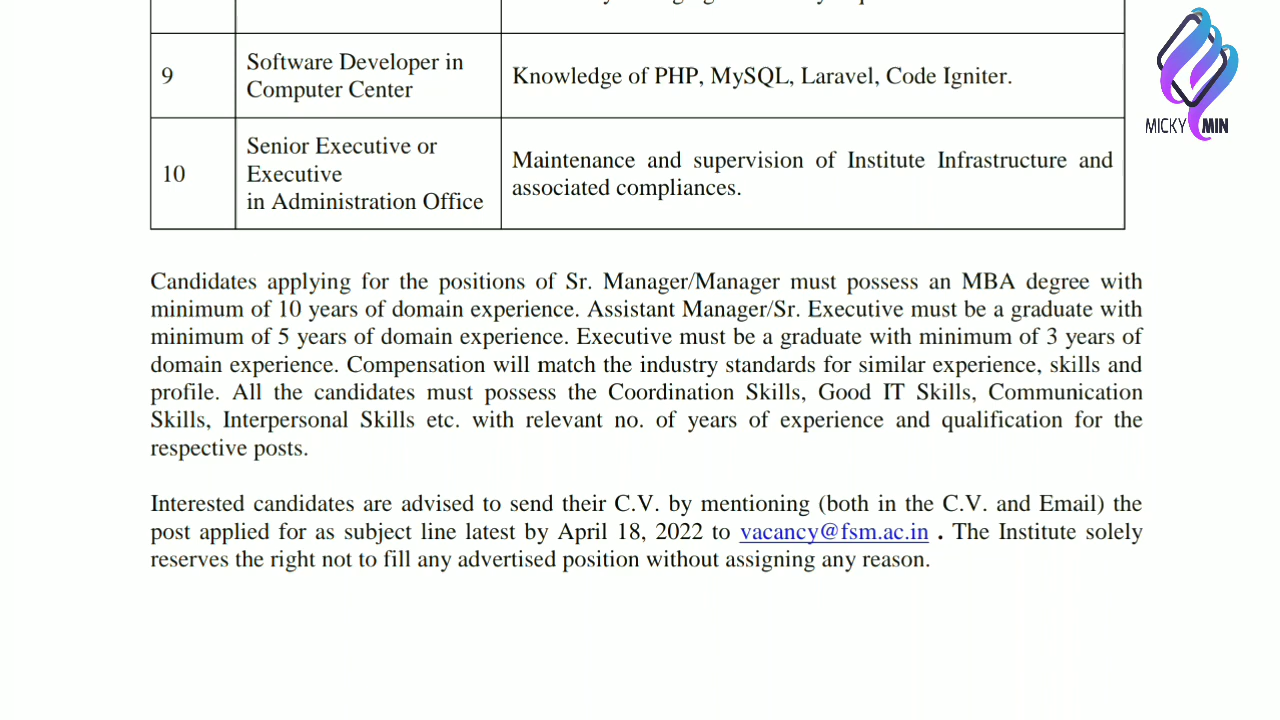 9
Software Developer in
Computer Center
Knowledge of PHP, MySQL, Laravel, Code Igniter.
10
Senior Executive or
Executive
in Administration Office
Maintenance and supervision of Institute Infrastructure and
associated compliances.
MICKY MIN
Candidates applying for the positions of Sr. Manager/Manager must possess an MBA degree with
minimum of 10 years of domain experience. Assistant Manager/Sr. Executive must be a graduate with
minimum of 5 years of domain experience. Executive must be a graduate with minimum of 3 years of
domain experience. Compensation will match the industry standards for similar experience, skills and
profile. All the candidates must possess the Coordination Skills, Good IT Skills, Communication
Skills, Interpersonal Skills etc. with relevant no. of years of experience and qualification for the
respective posts.
Interested candidates are advised to send their C.V. by mentioning (both in the C.V. and Email) the
post applied for as subject line latest by April 18, 2022 to vacancy@fsm.ac.in . The Institute solely
reserves the right not to fill any advertised position without assigning any reason.